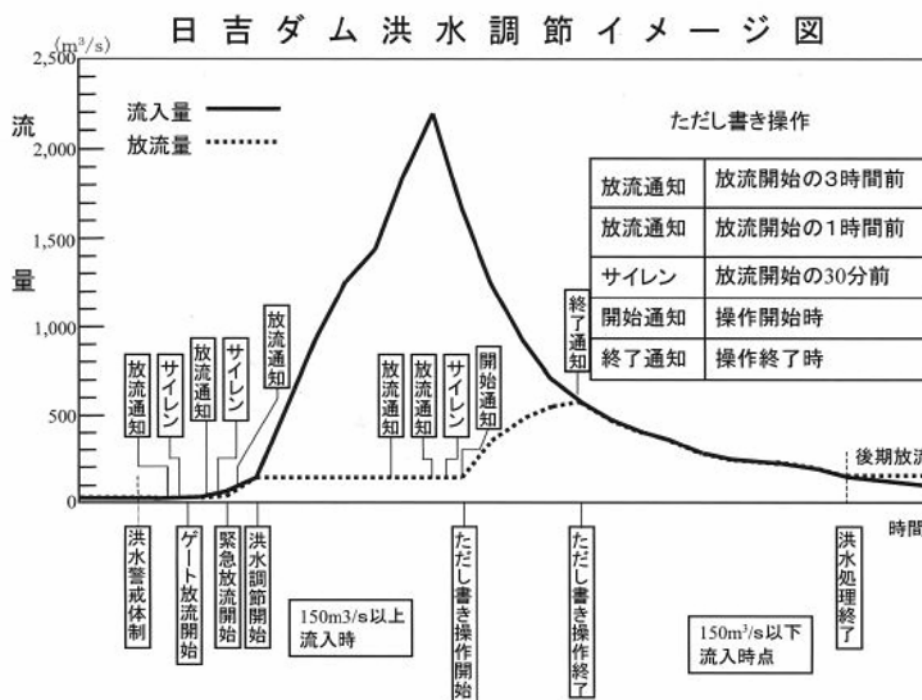 日吉ダム洪水調節イメージ図
(m³/s)
2,500
2,000
1,500
1,000
500
0
流量
流入量
放流量
ただし書き操作
放流通知 放流開始の3時間前
放流通知 放流開始の1時間前
サイレン 放流開始の30分前
開始通知 操作開始時
終了通知 操作終了時
放流通知
サイレン
放流通知
サイレン
放流通知
放流通知
放流通知
サイレン
開始通知
終了通知
後期放流
時間
洪水警戒体制
ゲート放流開始
緊急放流開始
洪水調節開始
150m3/s以上
流入時
ただし書き操作開始
ただし書き操作終了
150m³/s以下
流入時点
洪水処理終了